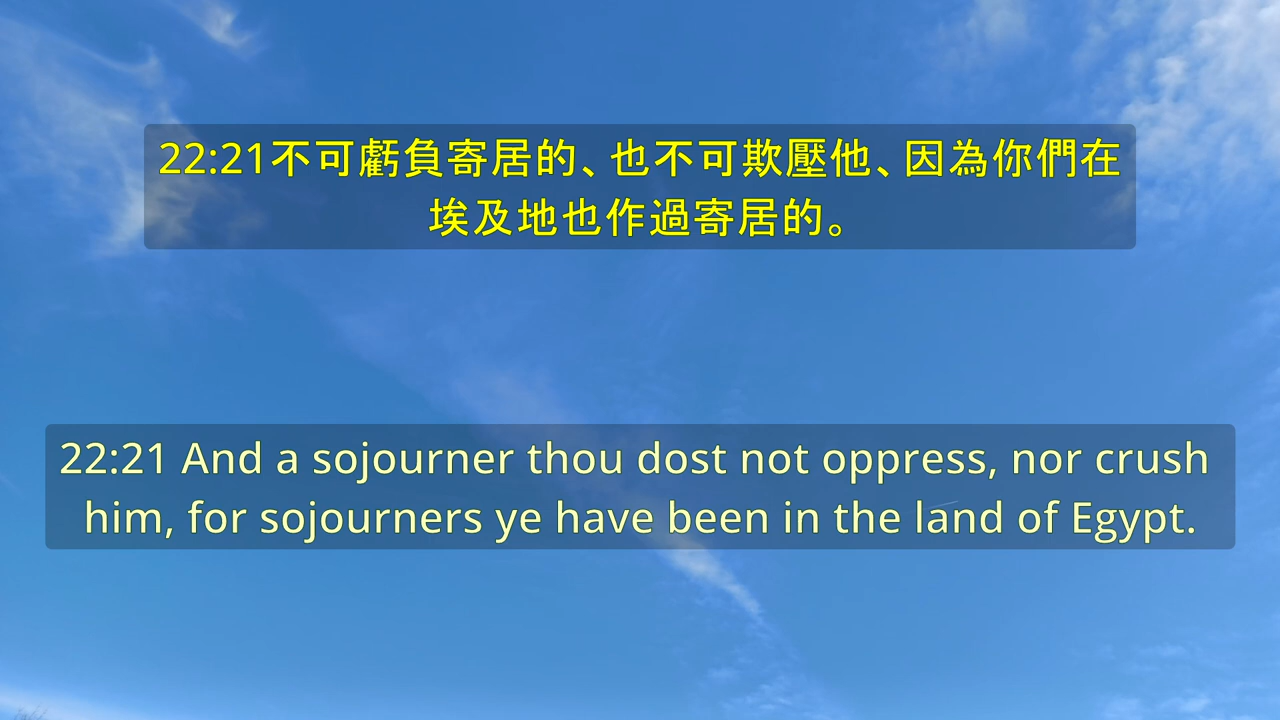 22:21不可虧負寄居的、也不可欺壓他、因為你們在
埃及地也作過寄居的。
22:21 And a sojourner thou dost not oppress, nor crush
him, for sojourners ye have been in the land of Egypt.